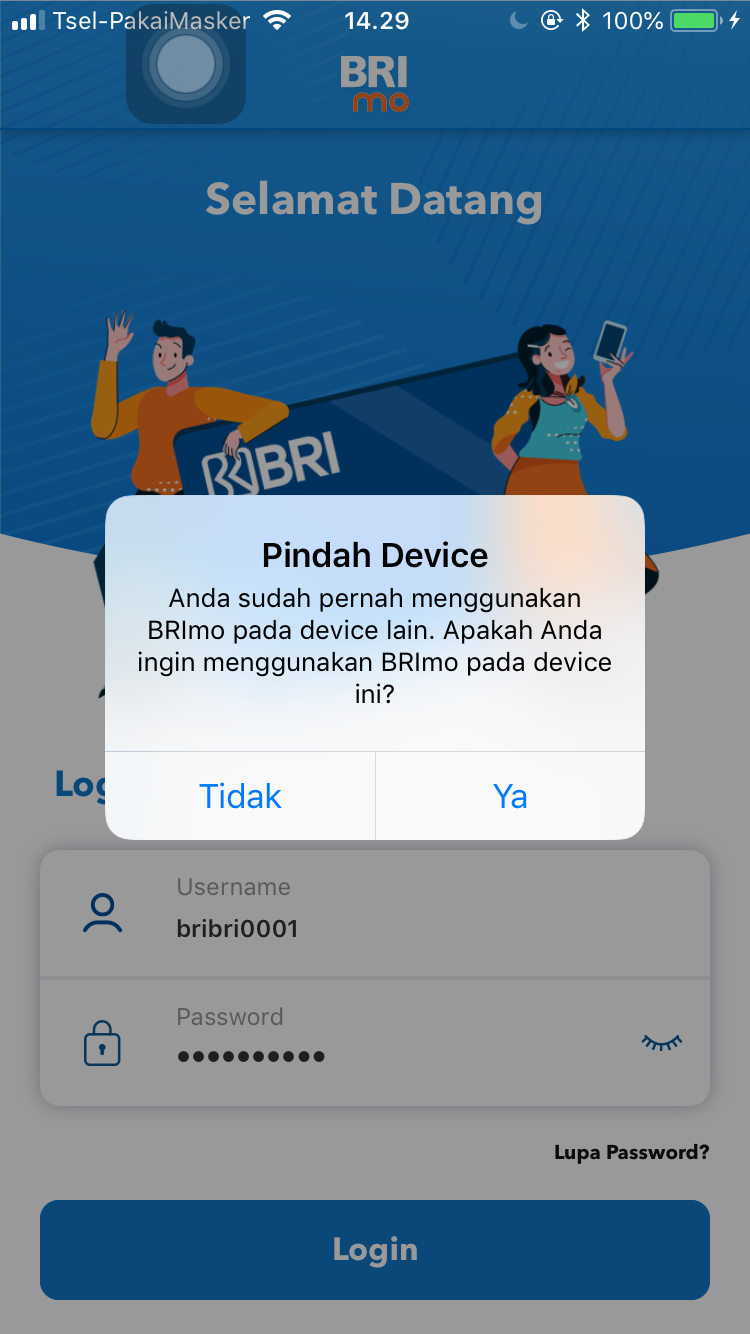 Tsel-PakaiMasker 14.29 100%
BRI
mo
Selamat Datang
BRI
Pindah Device
Anda sudah pernah menggunakan
BRImo pada device lain. Apakah Anda
ingin menggunakan BRImo pada device
ini?
Tidak Ya
Username
bribri0001
Password
Lupa Password?
Login